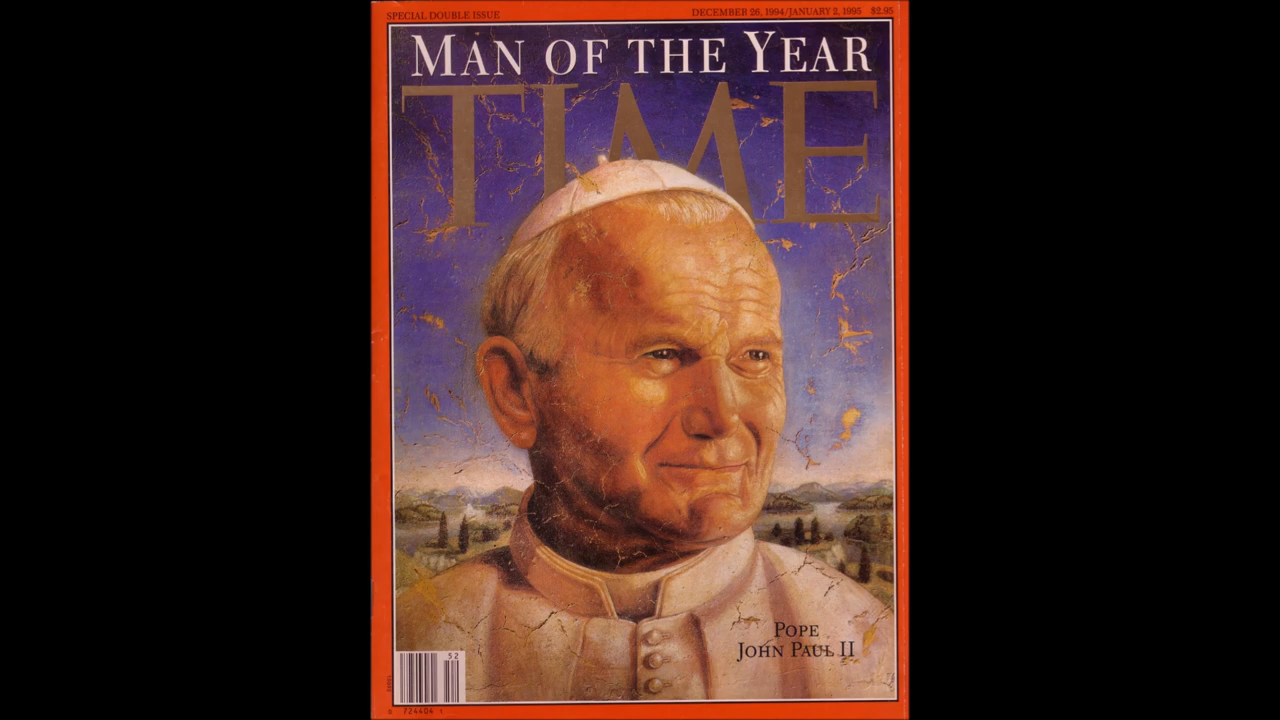 SPECIAL DOUBLE ISSUE
DECEMBER 26, 1994/JANUARY 2, 1995 $2.95
MAN OF THE YEAR
TIME
POPE
JOHN PAUL II
52
724404